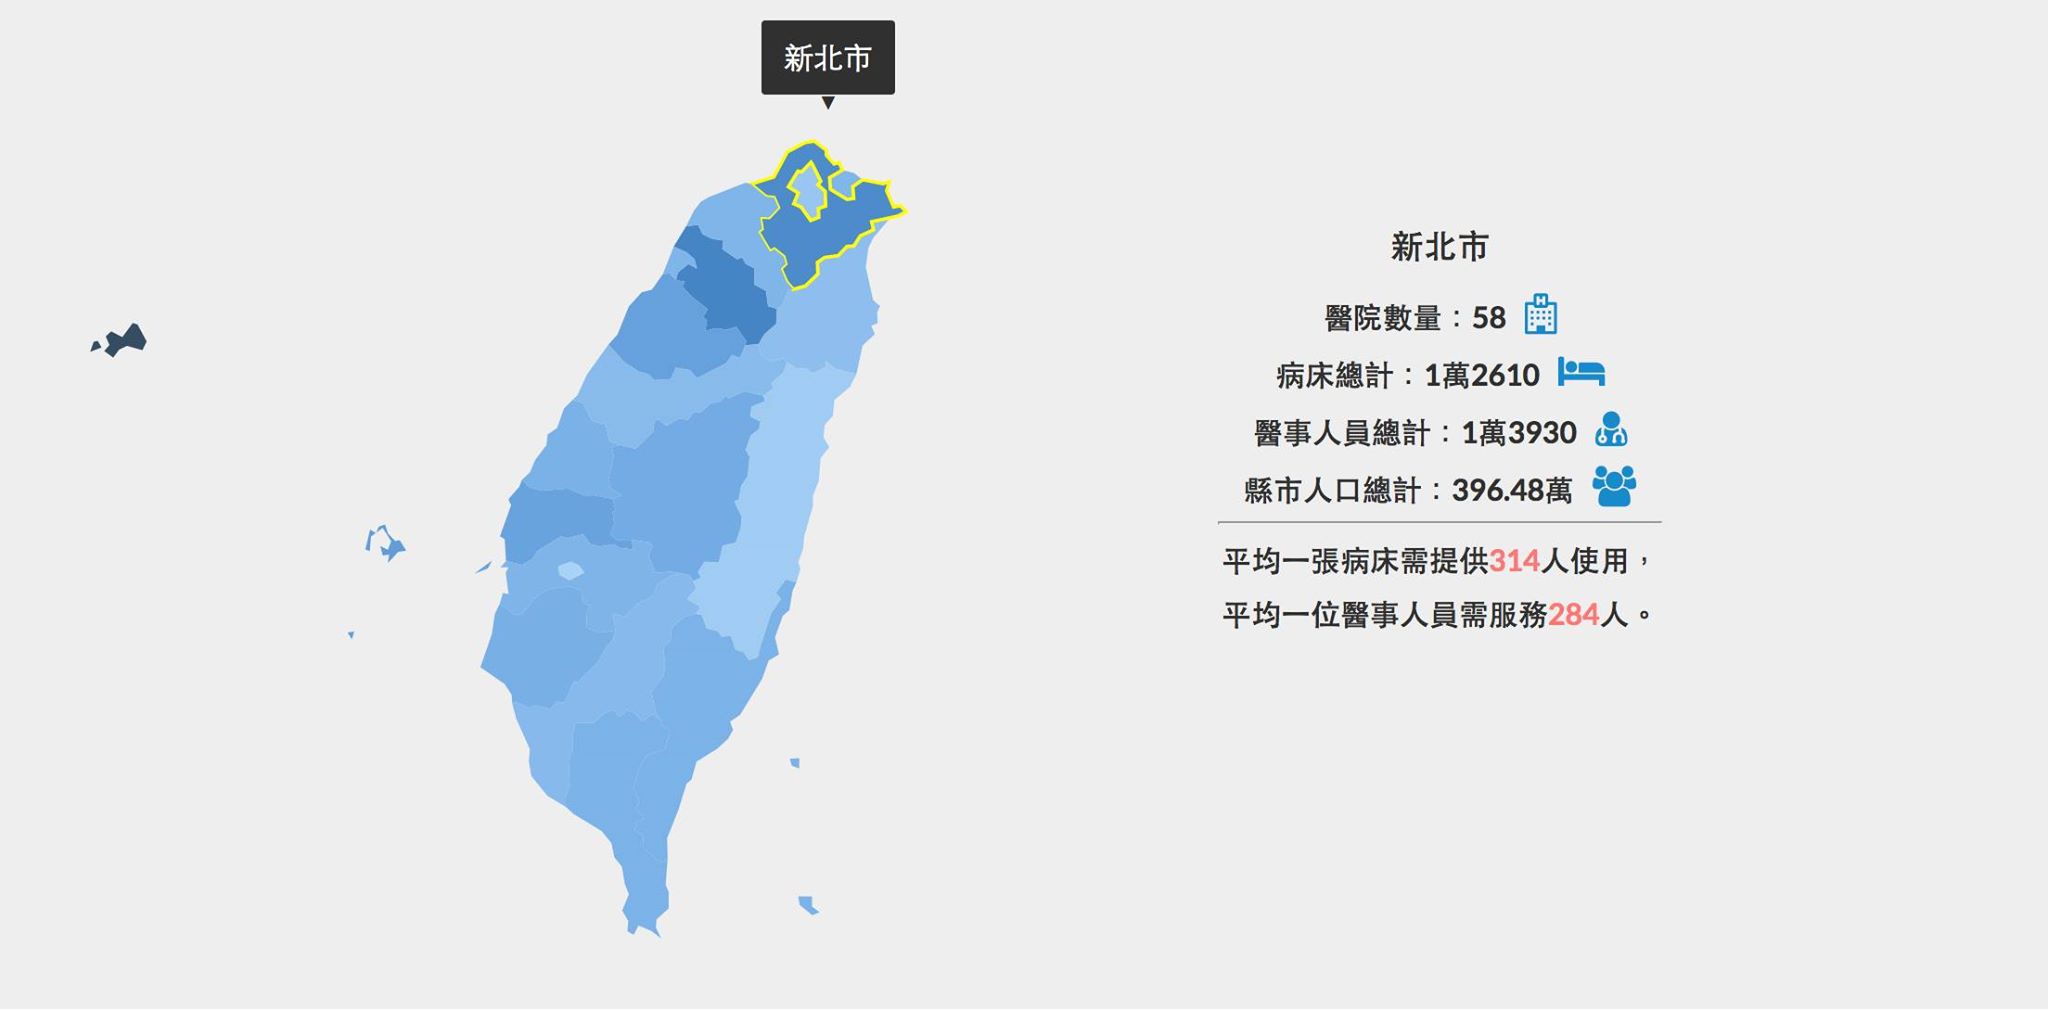 新北市
新北市
醫院數量：58
病床總計：1萬2610
醫事人員總計：1萬3930
縣市人口總計：396.48萬
平均一張病床需提供314人使用，
平均一位醫事人員需服務284人。